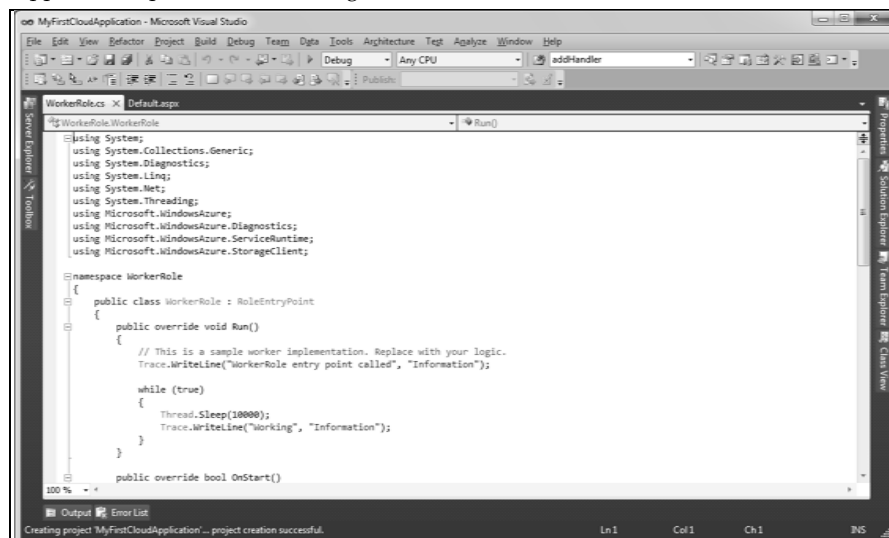 MyFirstCloudApplication - Microsoft Visual Studio
File Edit View Refactor Project Build Debug Team Data Tools Architecture Test Analyze Window Help
Debug Any CPU addHandler
Publish:
WorkerRole.cs X Default.aspx
WorkerRole.WorkerRole Run()
using System;
using System.Collections.Generic;
using System.Diagnostics;
using System.Linq;
using System.Net;
using System.Threading;
using Microsoft.WindowsAzure;
using Microsoft.WindowsAzure.Diagnostics;
using Microsoft.WindowsAzure.ServiceRuntime;
using Microsoft.WindowsAzure.StorageClient;
namespace WorkerRole
{
public class WorkerRole : RoleEntryPoint
{
public override void Run()
{
// This is a sample worker implementation. Replace with your logic.
Trace.WriteLine("WorkerRole entry point called", "Information");
while (true)
{
Thread.Sleep(10000);
Trace.WriteLine("Working", "Information");
}
}
public override bool OnStart()
100 %
Output Error List
Creating project 'MyFirstCloudApplication'... project creation successful. Ln 1 Col 1 Ch 1 INS
Server Explorer
Toolbox
Properties
Solution Explorer
Team Explorer
Class View